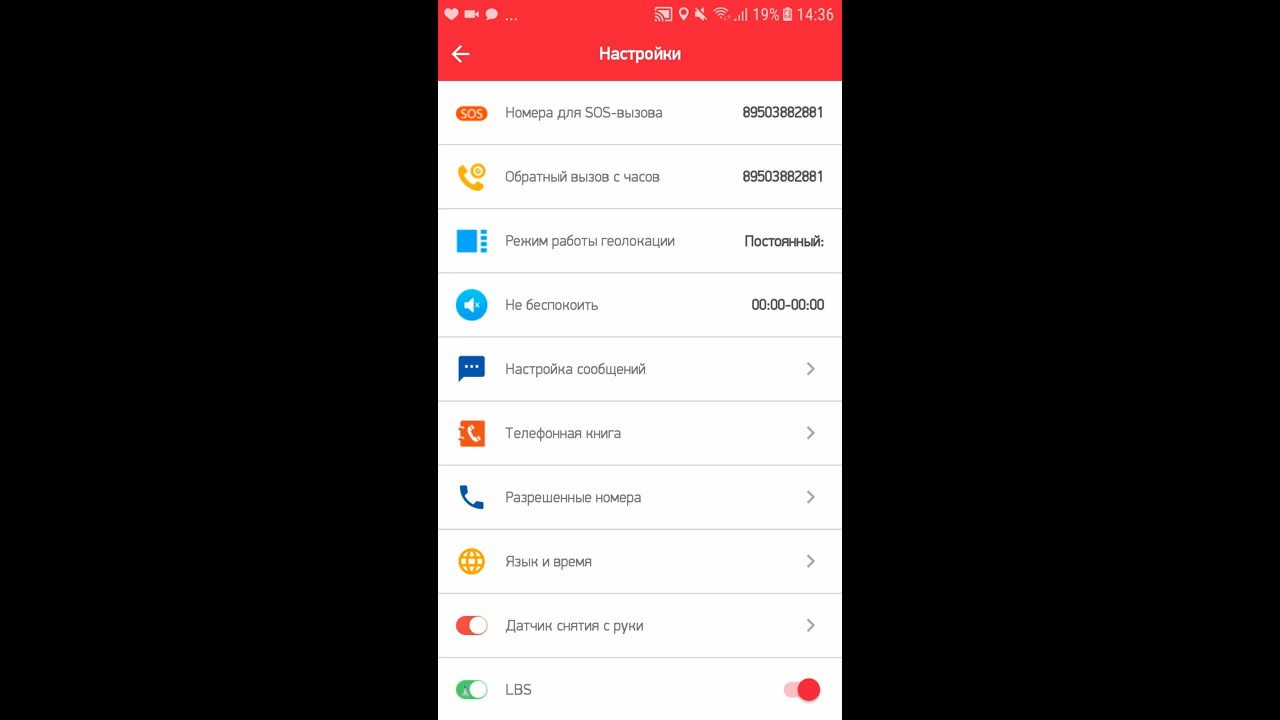 ... 19% 14:36
Настройки
SOS Номера для SOS-вызова 89503882881
Обратный вызов с часов 89503882881
Режим работы геолокации Постоянный:
Не беспокоить 00:00-00:00
Настройка сообщений
Телефонная книга
Разрешенные номера
Язык и время
Датчик снятия с руки
LBS